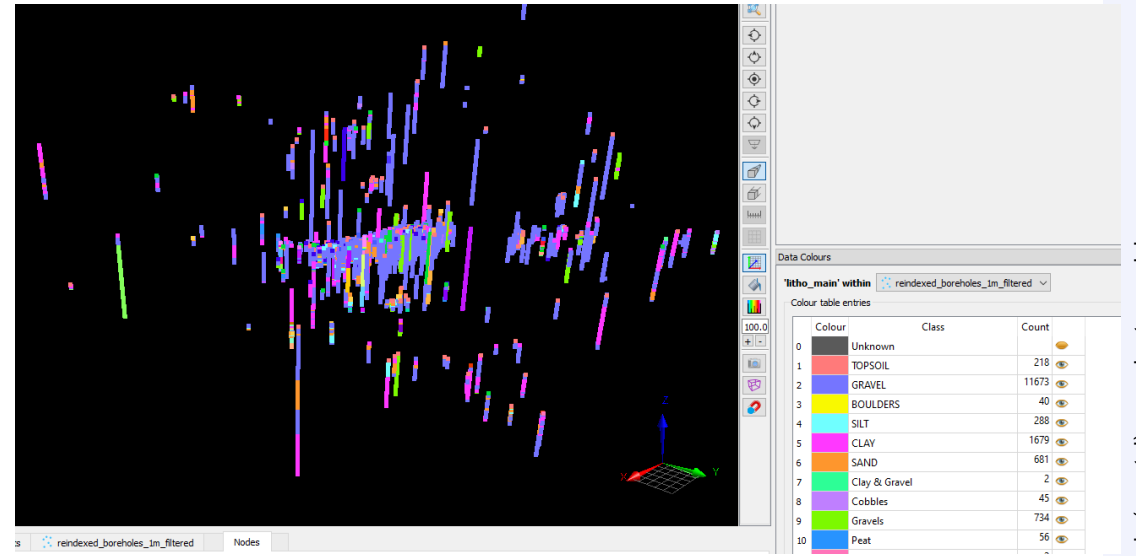 Z
X
Y
100.0
+ -
Data Colours
'litho_main' within reindexed_boreholes_1m_filtered
Colour table entries
Colour Class Count
0 Unknown
1 TOPSOIL 218
2 GRAVEL 11673
3 BOULDERS 40
4 SILT 288
5 CLAY 1679
6 SAND 681
7 Clay & Gravel 2
8 Cobbles 45
9 Gravels 734
10 Peat 56
reindexed_boreholes_1m_filtered Nodes